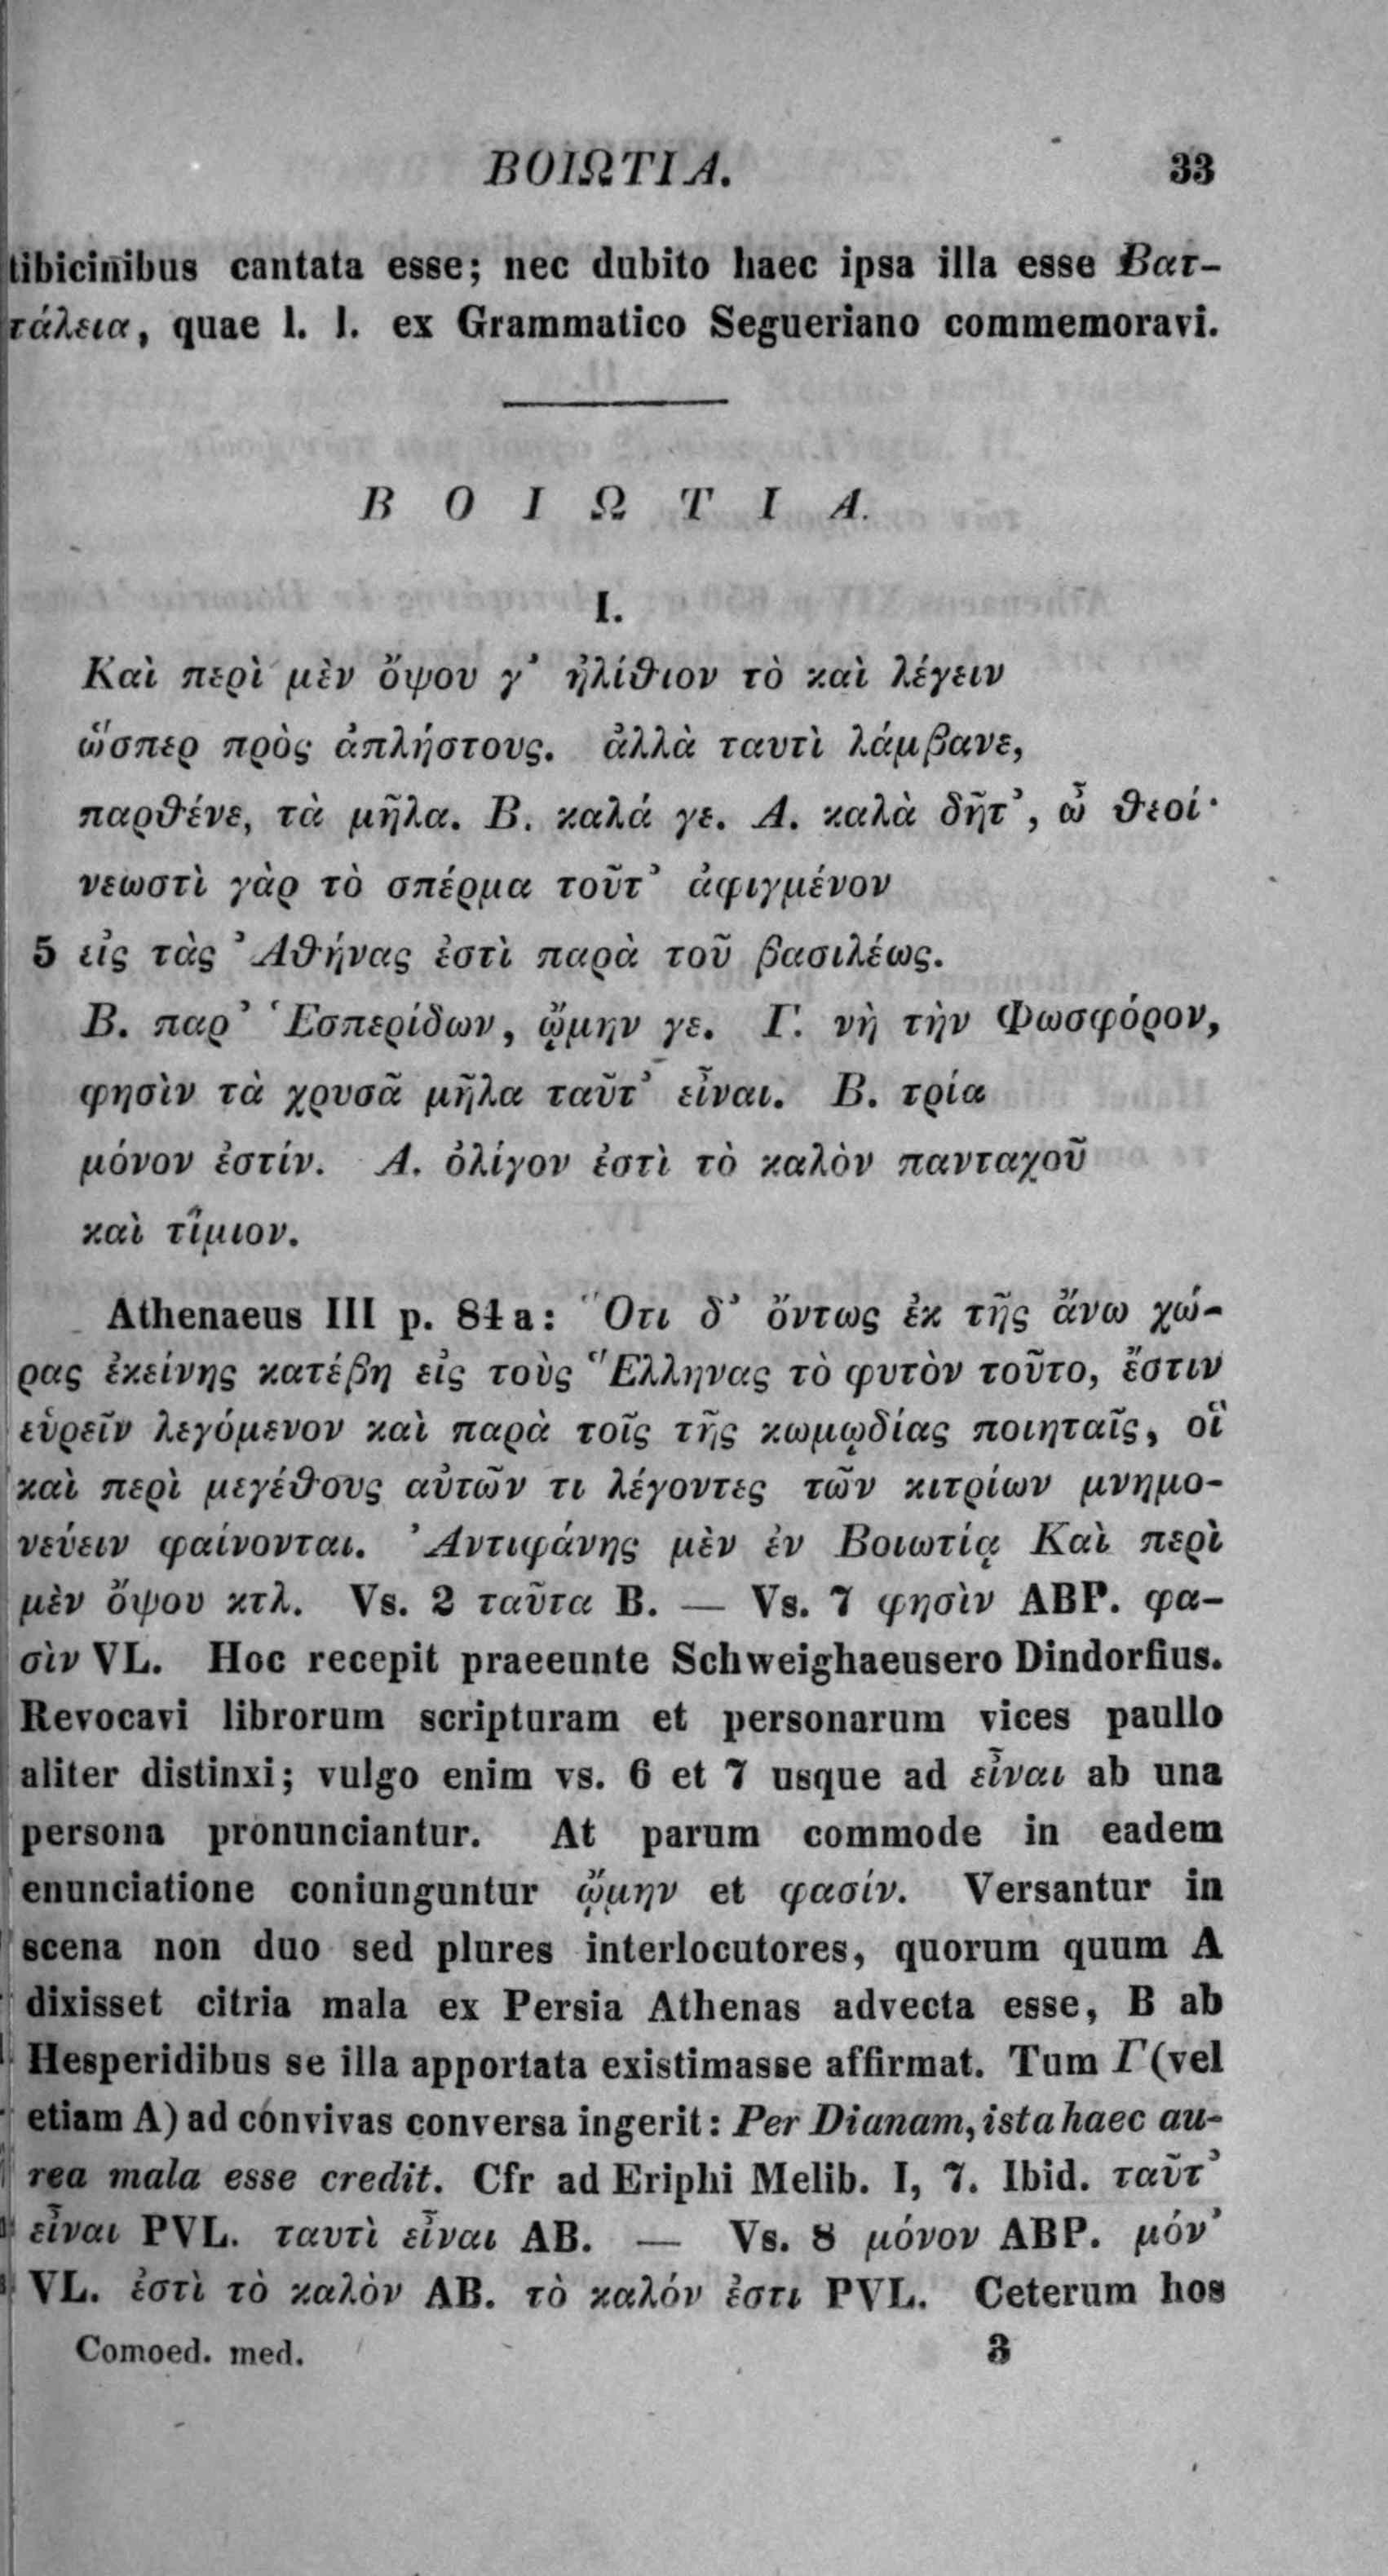 ΒΟΙΩΤΙΑ. 33
tibicinibus cantata esse; nec dubito haec ipsa illa esse Βατ-
τάλεια, quae l. l. ex Grammatico Segueriano commemoravi.
ΒΟΙΩΤΙΑ.
I.
Καὶ περὶ μὲν ὄψου γ’ ἠλίθιον τὸ καὶ λέγειν
ὥσπερ πρὸς ἀπλήστους. ἀλλὰ ταυτὶ λάμβανε,
παρθένε, τὰ μῆλα. Β. καλά γε. Α. καλὰ δῆτ’, ὦ θεοί·
νεωστὶ γὰρ τὸ σπέρμα τοῦτ’ ἀφιγμένον
5 εἰς τὰς Ἀθήνας ἐστὶ παρὰ τοῦ βασιλέως.
Β. παρ’ Ἑσπερίδων, ᾤμην γε. Γ. νὴ τὴν Φωσφόρον,
φησὶν τὰ χρυσᾶ μῆλα ταῦτ’ εἶναι. Β. τρία
μόνον ἐστίν. Α. ὀλίγον ἐστὶ τὸ καλὸν πανταχοῦ
καὶ τίμιον.
Athenaeus III p. 84a: Ὅτι δ’ ὄντως ἐκ τῆς ἄνω χώ-
ρας ἐκείνης κατέβη εἰς τοὺς Ἕλληνας τὸ φυτὸν τοῦτο, ἔστιν
εὑρεῖν λεγόμενον καὶ παρὰ τοῖς τῆς κωμῳδίας ποιηταῖς, οἳ
καὶ περὶ μεγέθους αὐτῶν τι λέγοντες τῶν κιτρίων μνημο-
νεύειν φαίνονται. Ἀντιφάνης μὲν ἐν Βοιωτίᾳ Καὶ περὶ
μὲν ὄψου κτλ. Vs. 2 ταῦτα B. — Vs. 7 φησὶν ABP. φα-
σὶν VL. Hoc recepit praeeunte Schweighaeusero Dindorfius.
Revocavi librorum scripturam et personarum vices paullo
aliter distinxi; vulgo enim vs. 6 et 7 usque ad εἶναι ab una
persona pronunciantur. At parum commode in eadem
enunciatione coniunguntur ᾤμην et φασίν. Versantur in
scena non duo sed plures interlocutores, quorum quum A
dixisset citria mala ex Persia Athenas advecta esse, B ab
Hesperidibus se illa apportata existimasse affirmat. Tum Γ (vel
etiam A) ad convivas conversa ingerit: Per Dianam, ista haec au-
rea mala esse credit. Cfr ad Eriphi Melib. I, 7. Ibid. ταῦτ’
εἶναι PVL. ταυτὶ εἶναι AB. — Vs. 8 μόνον ABP. μόν’
VL. ἐστὶ τὸ καλὸν AB. τὸ καλόν ἐστι PVL. Ceterum hos
Comoed. med. 3